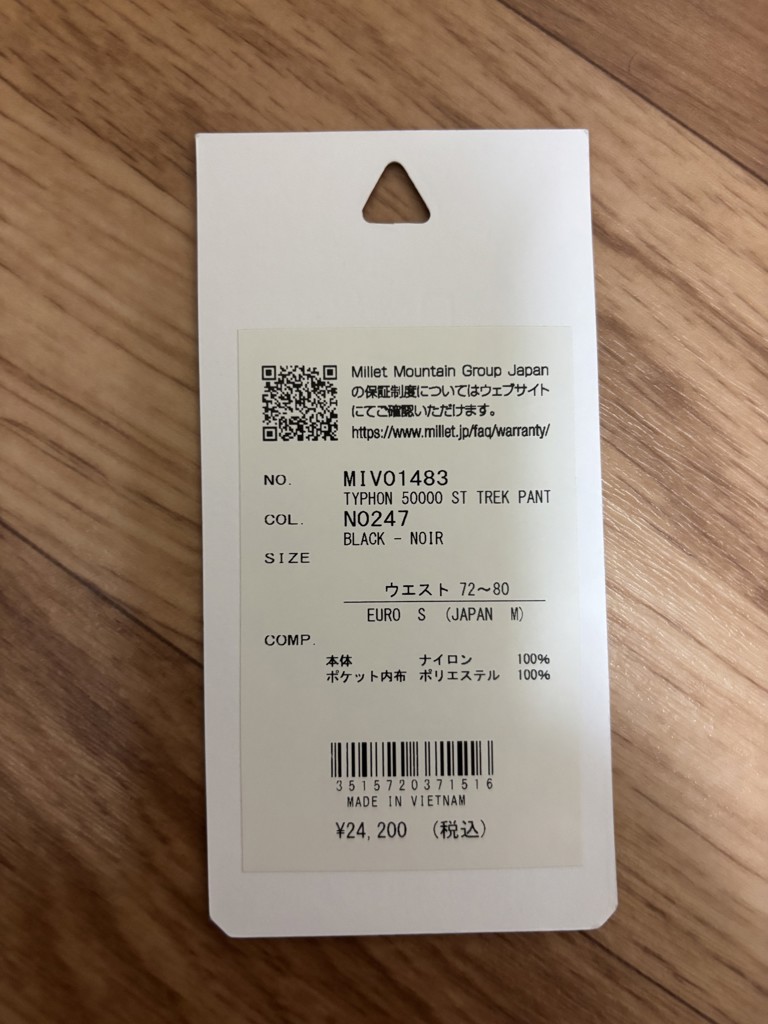 Millet Mountain Group Japan
の保証制度についてはウェブサイト
にてご確認いただけます。
https://www.millet.jp/faq/warranty/
NO. MIV01483
TYPHON 50000 ST TREK PANT
COL. N0247
BLACK - NOIR
SIZE
ウエスト 72～80
EURO S (JAPAN M)
COMP.
本体 ナイロン 100%
ポケット内布 ポリエステル 100%
3515720371516
MADE IN VIETNAM
¥24,200 (税込)